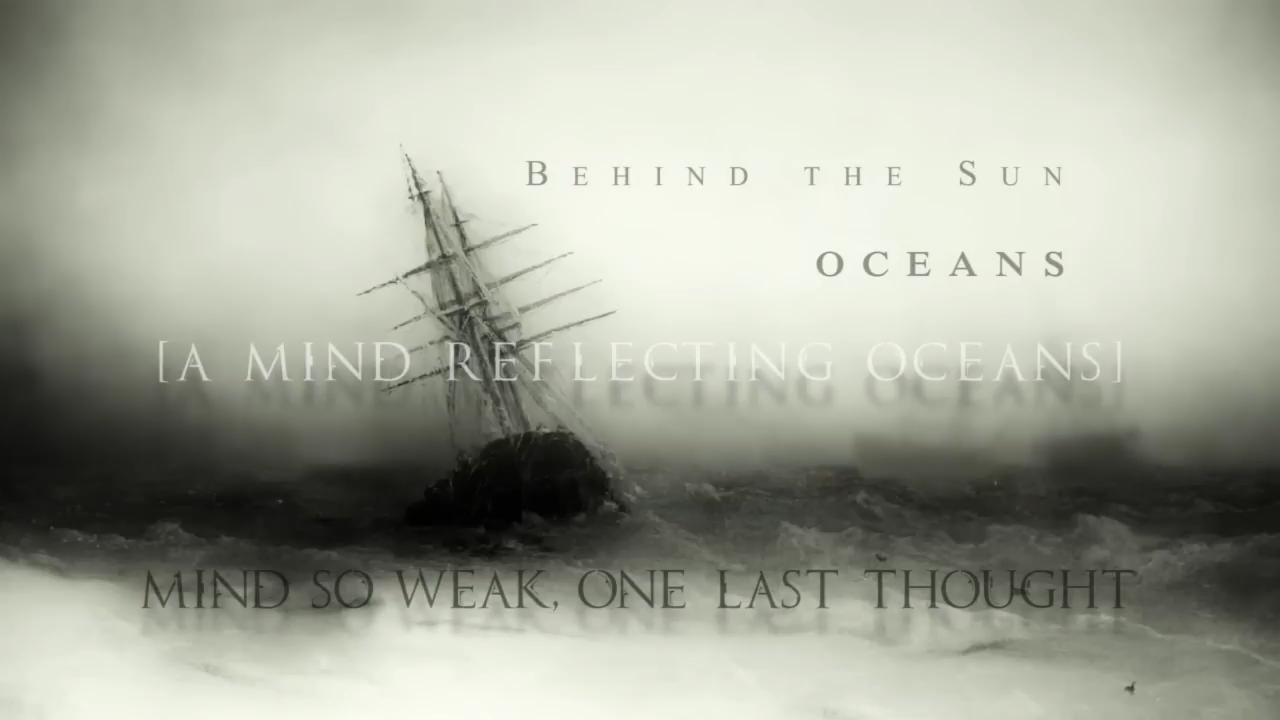 Behind the Sun
OCEANS
[A MIND REFLECTING OCEANS]
MIND SO WEAK, ONE LAST THOUGHT